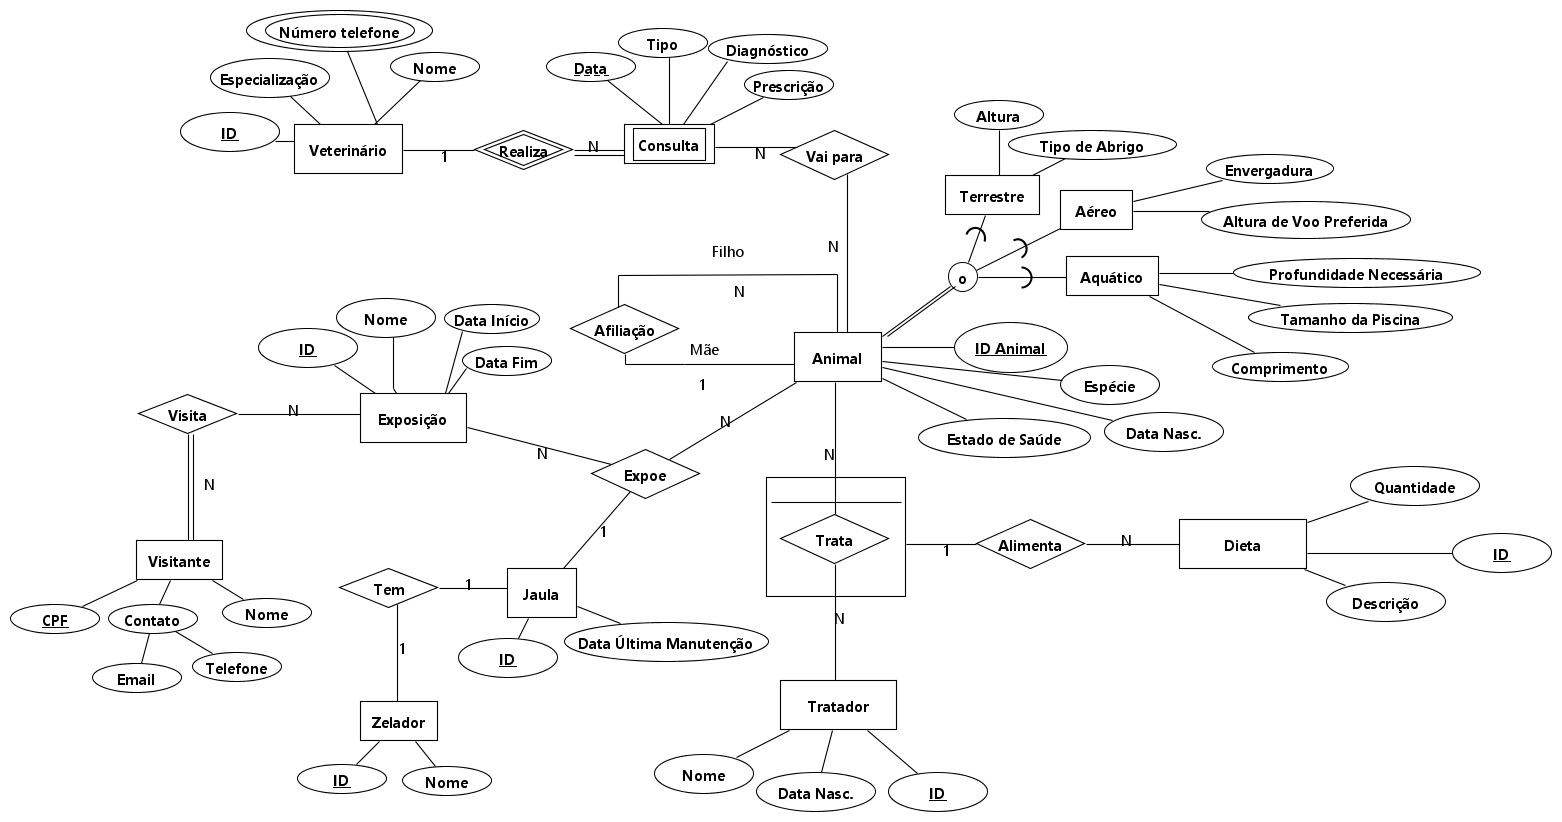 Número telefone
Especialização
Nome
ID
Veterinário
1
Realiza
N
Data
Tipo
Diagnóstico
Prescrição
Consulta
N
Vai para
N
Altura
Tipo de Abrigo
Terrestre
Envergadura
Aéreo
Altura de Voo Preferida
Aquático
Profundidade Necessária
Tamanho da Piscina
Comprimento
o
Filho
N
Afiliação
Mãe
1
Animal
ID Animal
Espécie
Data Nasc.
Estado de Saúde
Nome
Data Início
ID
Data Fim
Exposição
Visita
N
N
N
Expoe
N
1
Visitante
CPF
Contato
Nome
Email
Telefone
Tem
1
Jaula
ID
Data Última Manutenção
1
Zelador
ID
Nome
N
Trata
1
Alimenta
N
Dieta
Quantidade
ID
Descrição
N
Tratador
Nome
Data Nasc.
ID